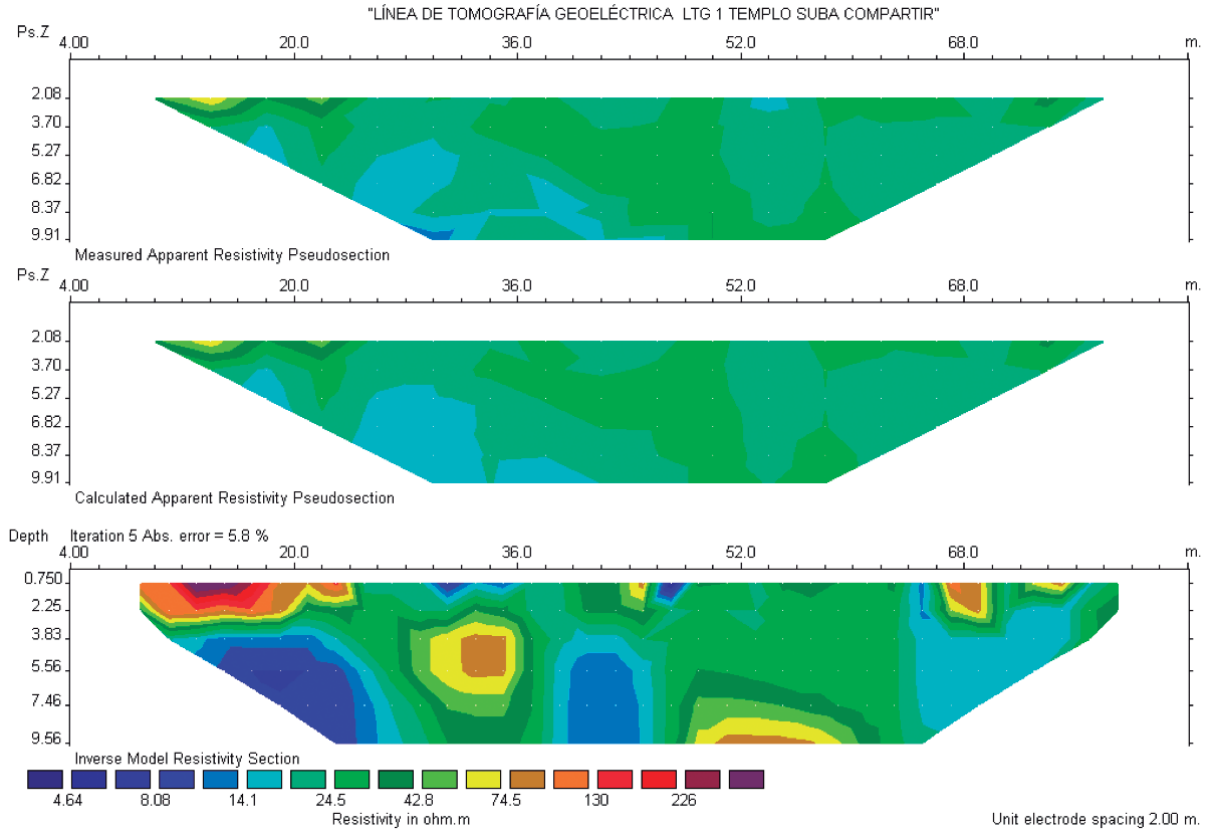 "LÍNEA DE TOMOGRAFÍA GEOELÉCTRICA LTG 1 TEMPLO SUBA COMPARTIR"
Ps.Z 4.00 20.0 36.0 52.0 68.0 m.
2.08
3.70
5.27
6.82
8.37
9.91
Measured Apparent Resistivity Pseudosection
Ps.Z 4.00 20.0 36.0 52.0 68.0 m.
2.08
3.70
5.27
6.82
8.37
9.91
Calculated Apparent Resistivity Pseudosection
Depth Iteration 5 Abs. error = 5.8 %
4.00 20.0 36.0 52.0 68.0 m.
0.750
2.25
3.83
5.56
7.46
9.56
Inverse Model Resistivity Section
4.64 8.08 14.1 24.5 42.8 74.5 130 226
Resistivity in ohm.m
Unit electrode spacing 2.00 m.